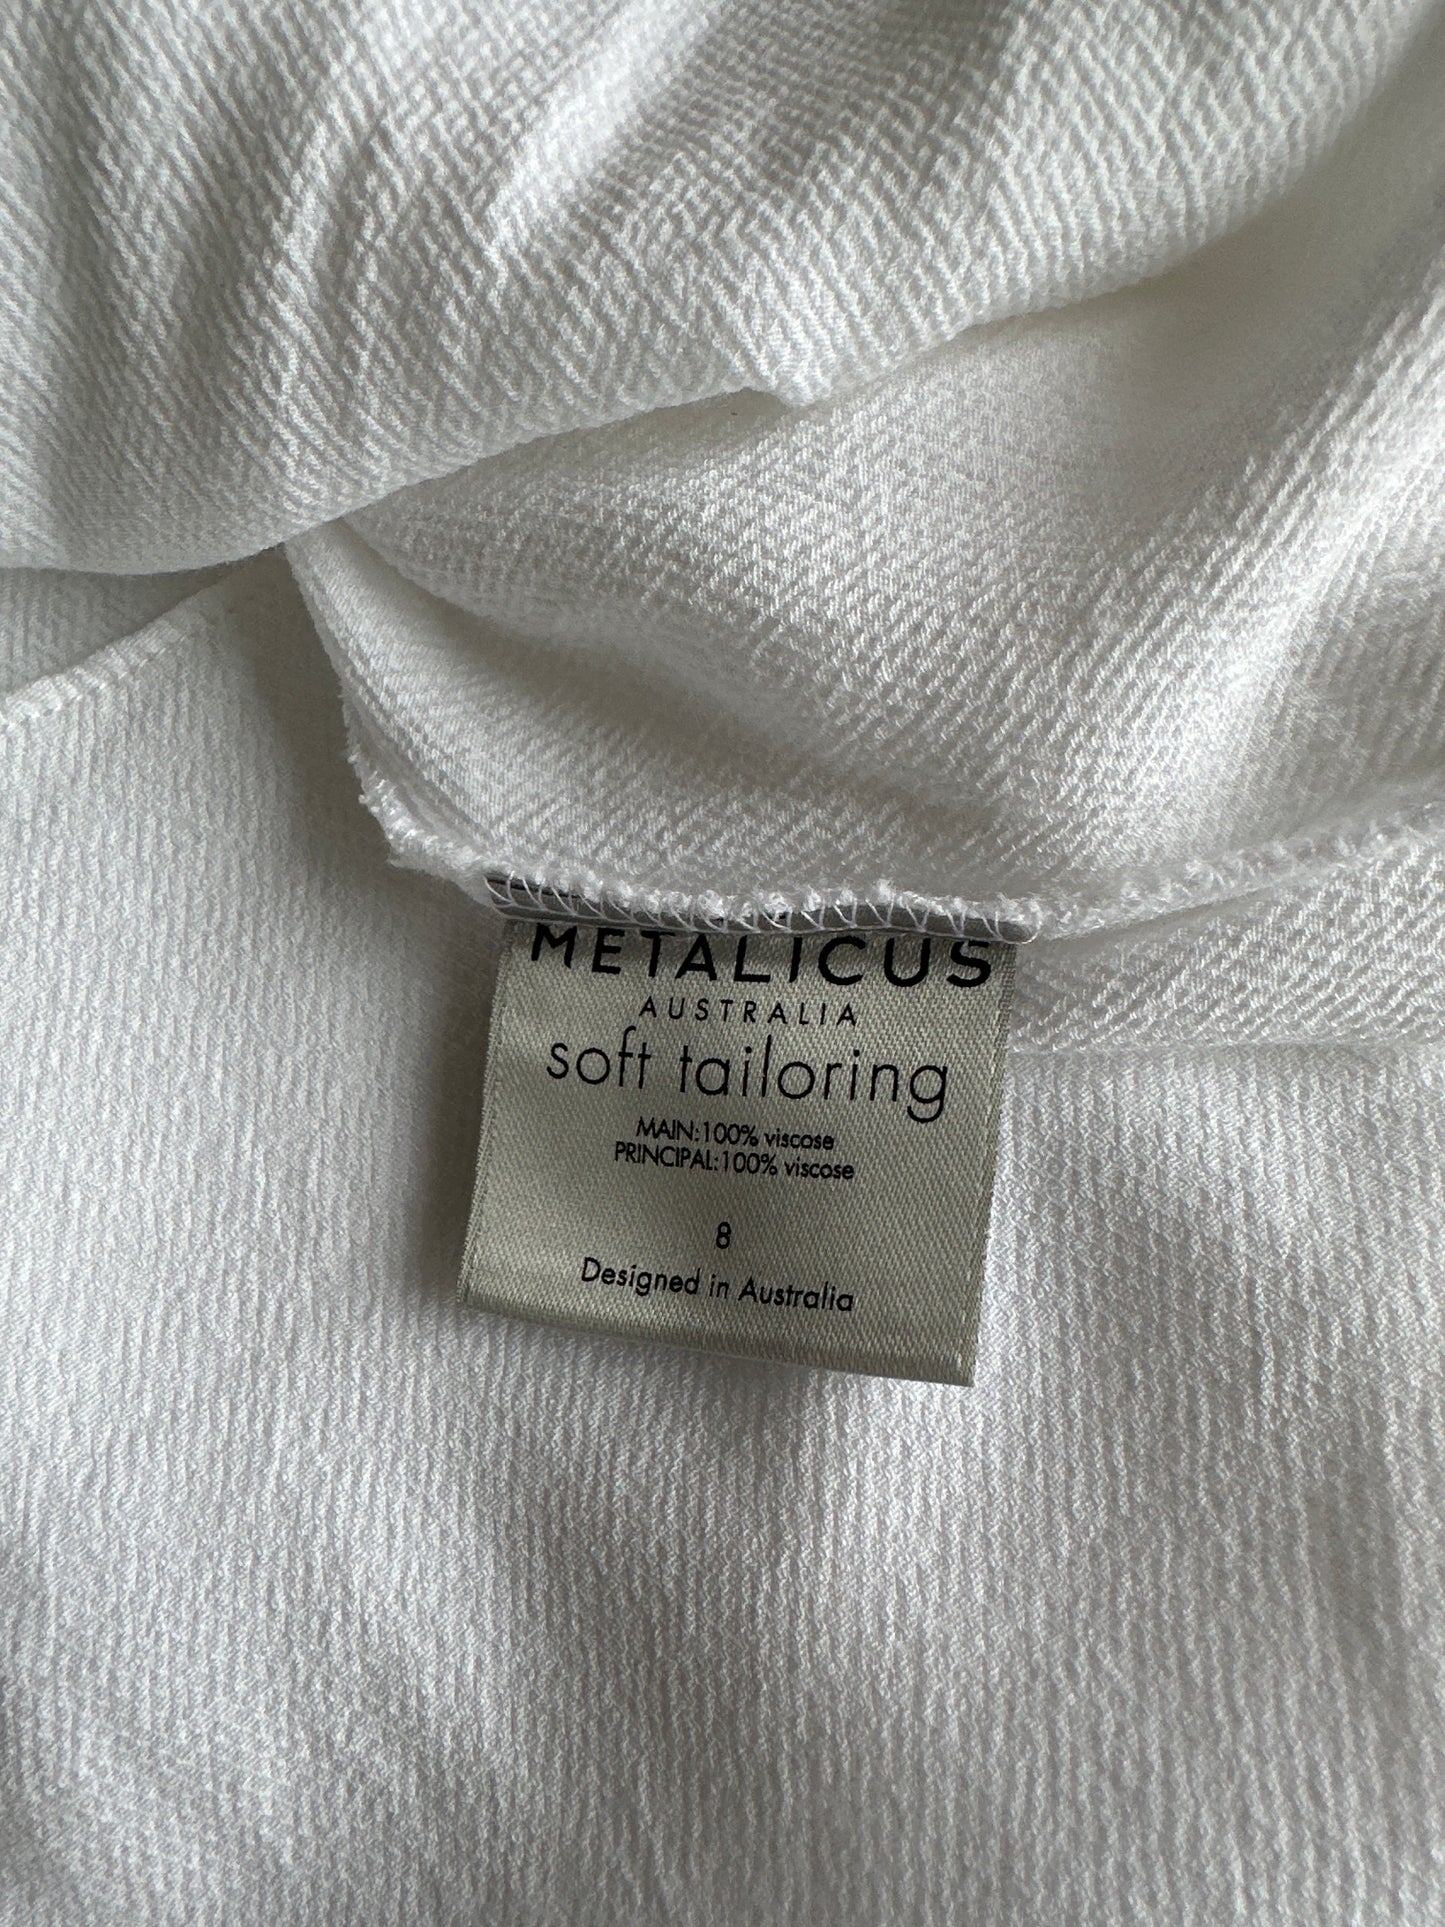 METALICUS
AUSTRALIA
soft tailoring
MAIN:100% viscose
PRINCIPAL:100% viscose
8
Designed in Australia